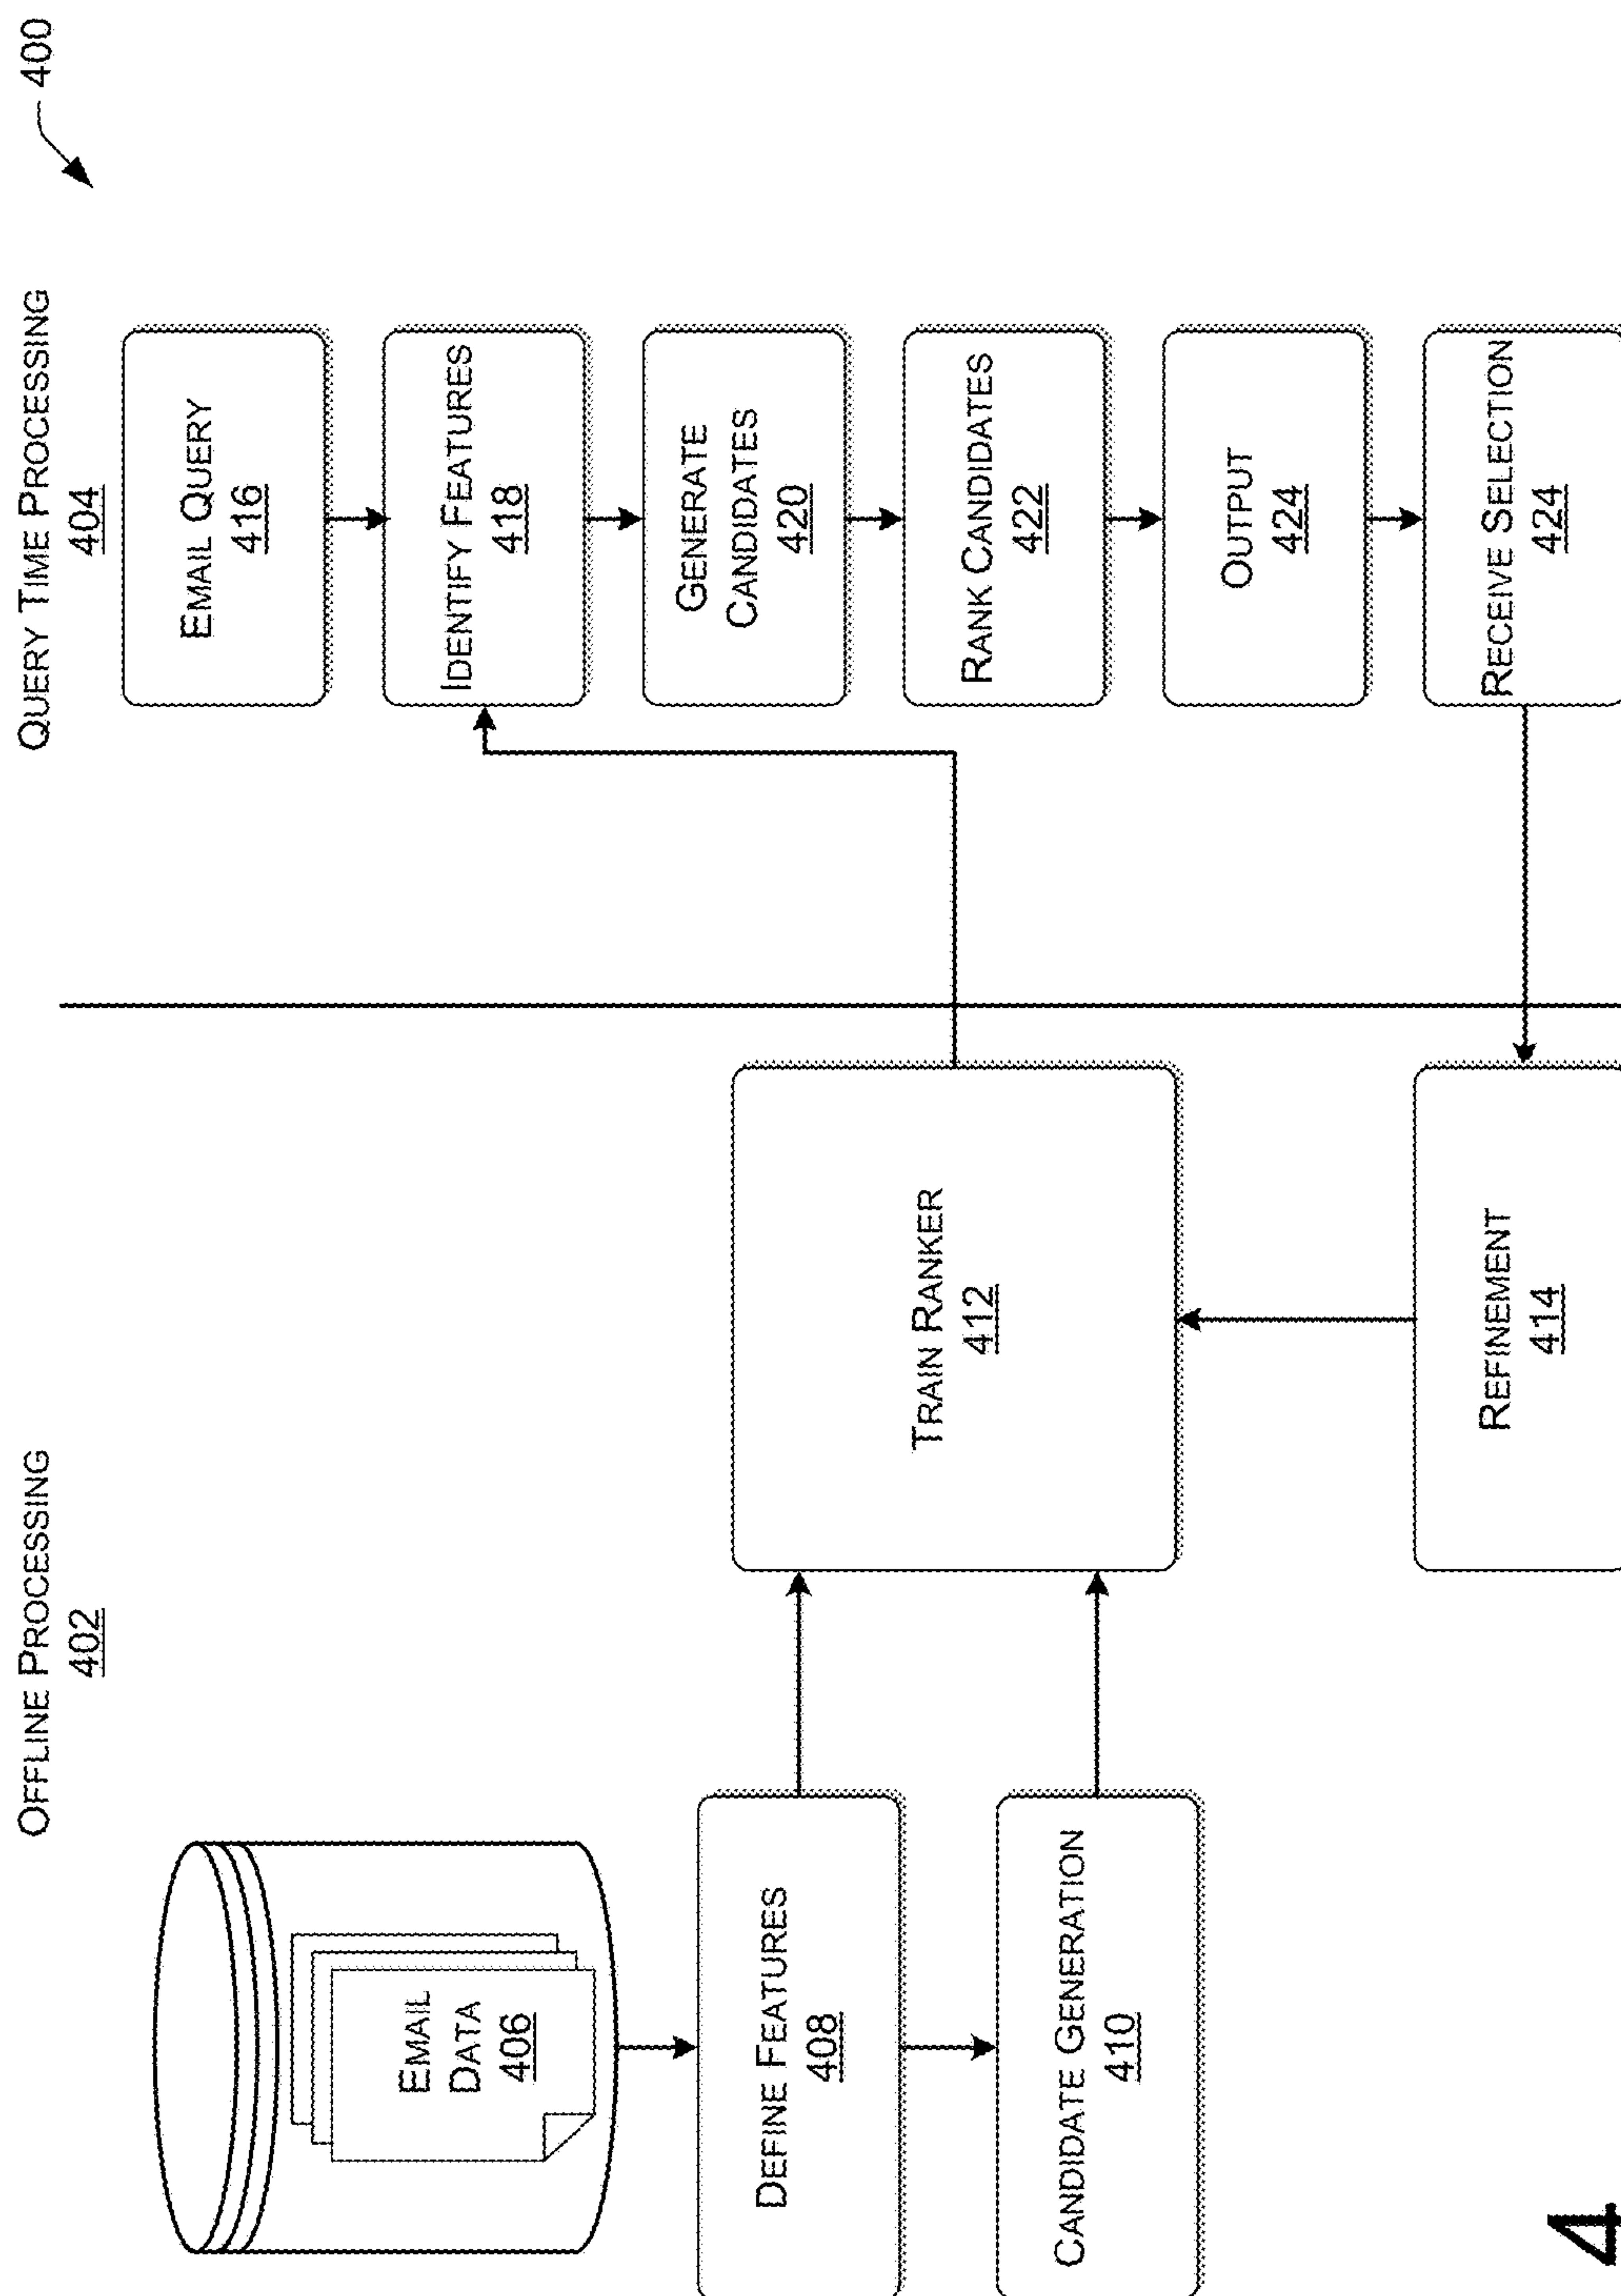 400
OFFLINE PROCESSING
402
QUERY TIME PROCESSING
404
EMAIL
DATA
406
DEFINE FEATURES
408
CANDIDATE GENERATION
410
TRAIN RANKER
412
REFINEMENT
414
EMAIL QUERY
416
IDENTIFY FEATURES
418
GENERATE
CANDIDATES
420
RANK CANDIDATES
422
OUTPUT
424
RECEIVE SELECTION
424
4